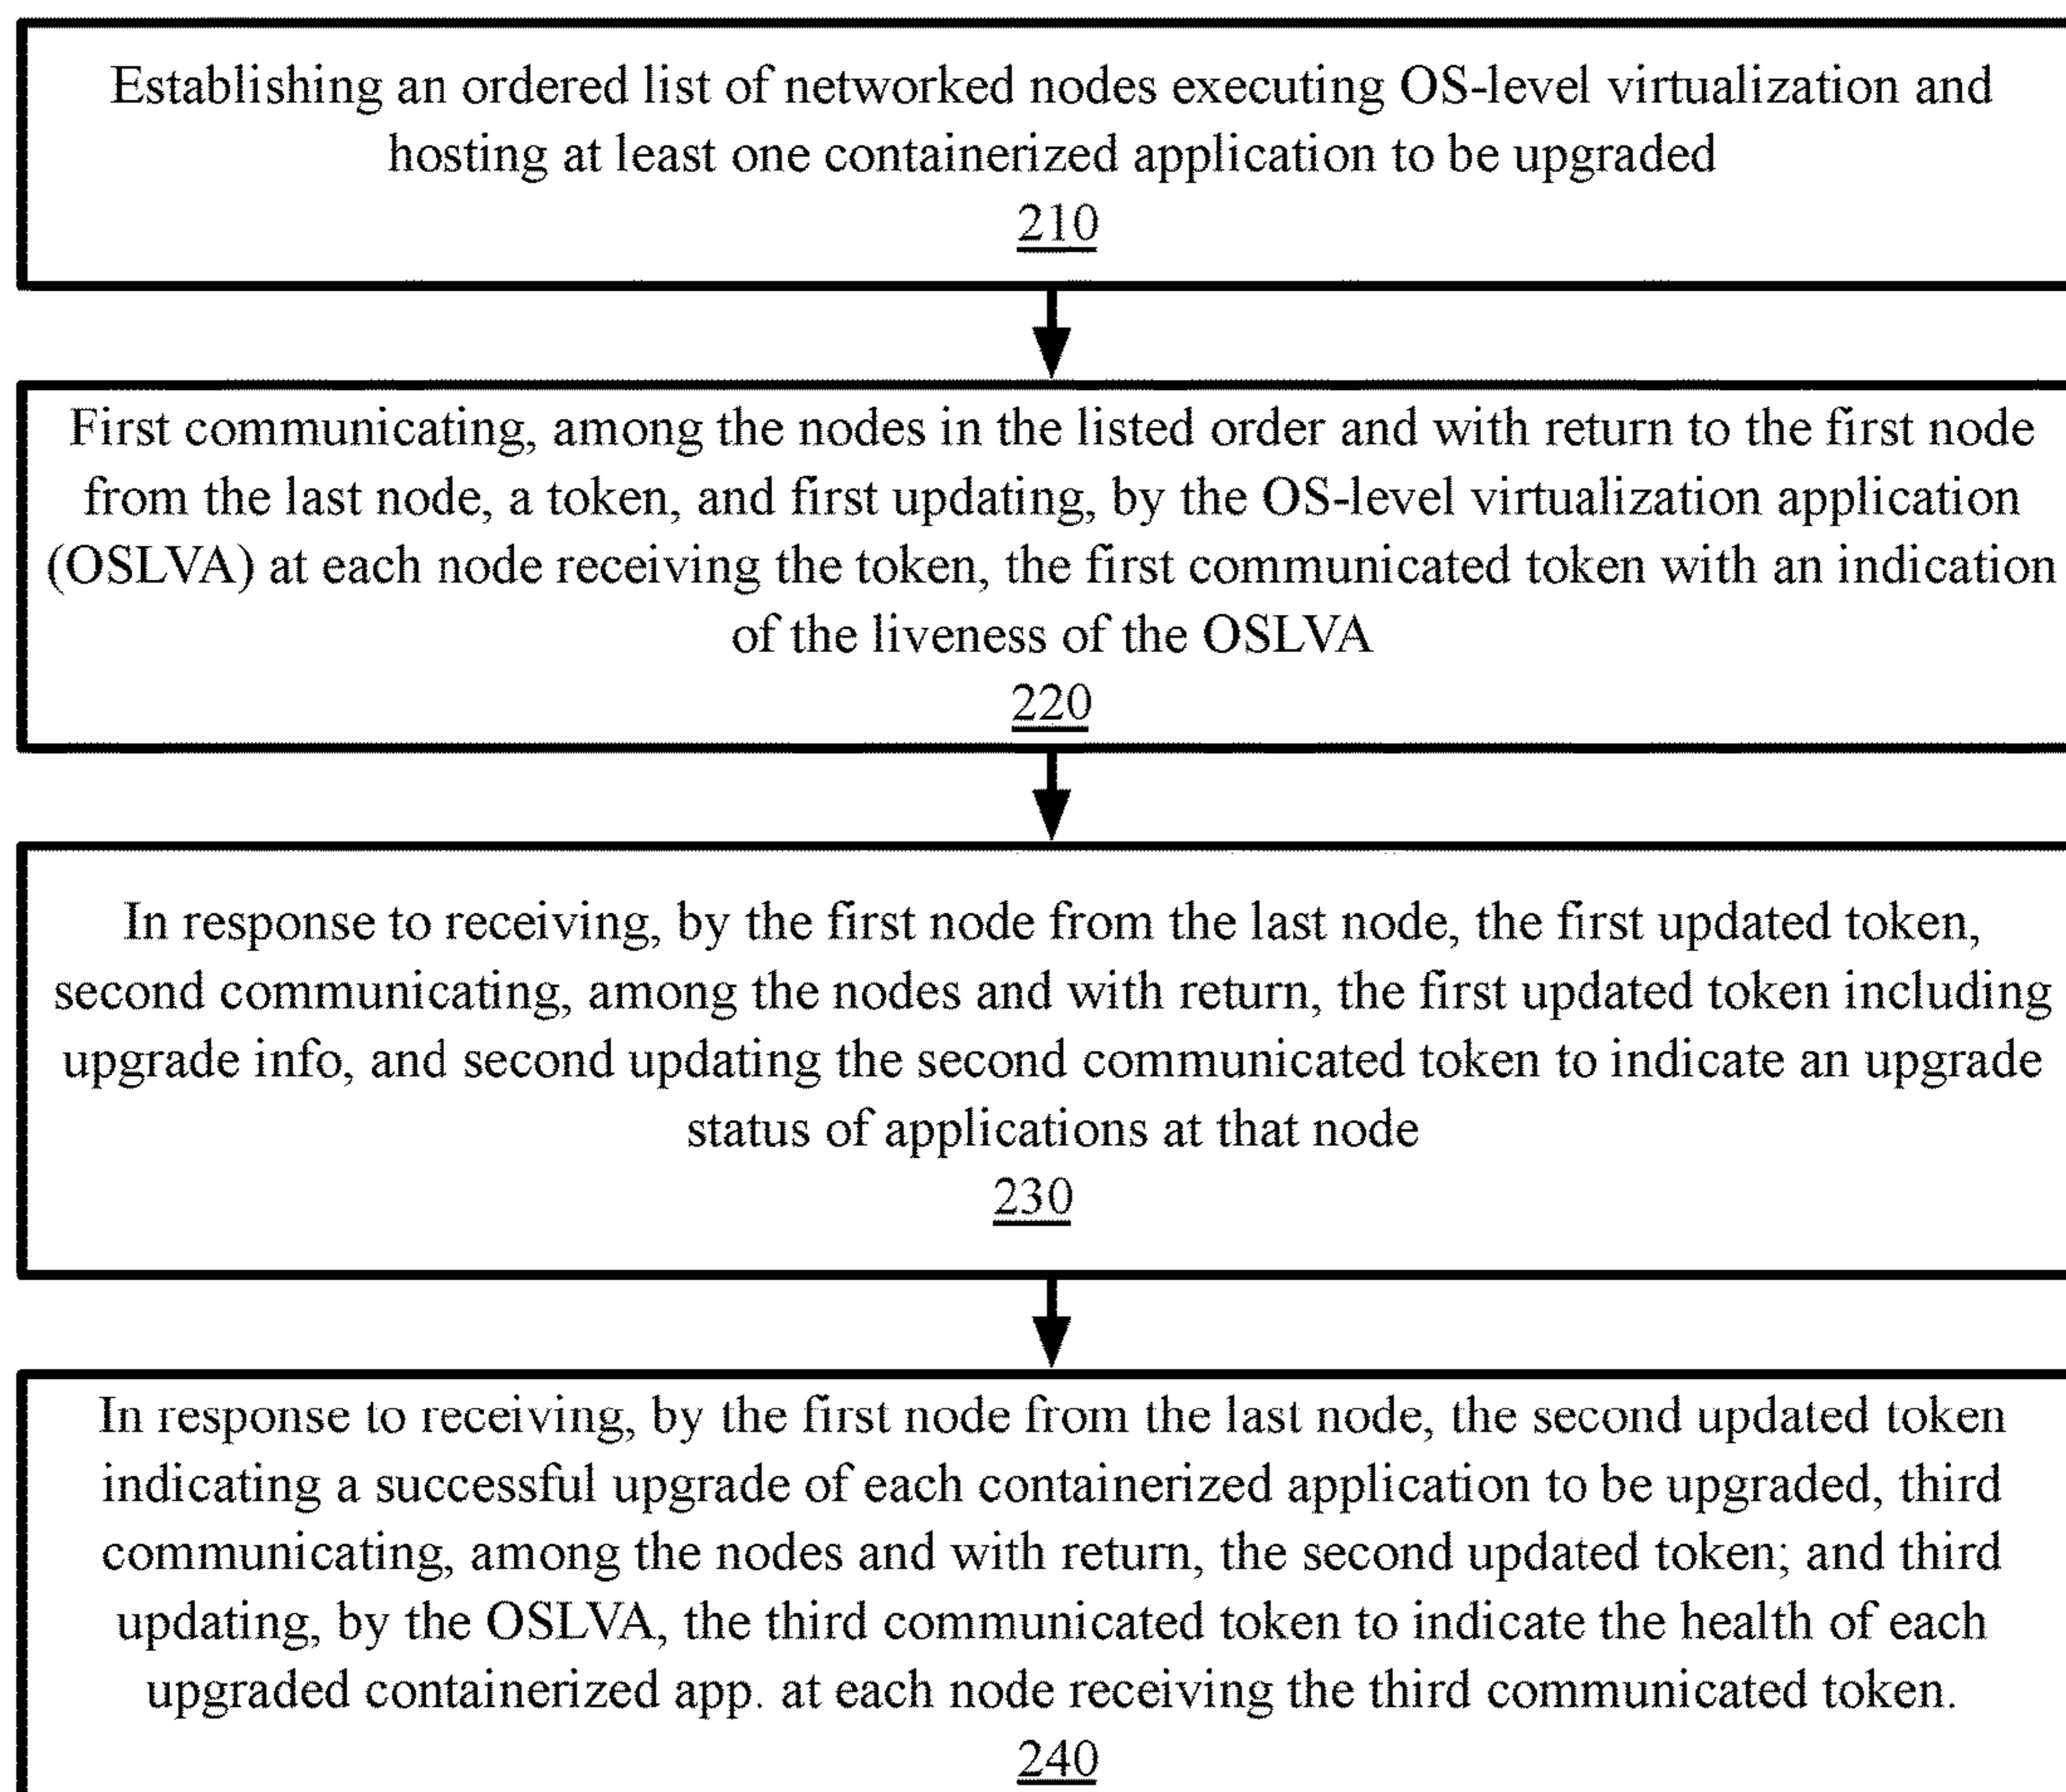 Establishing an ordered list of networked nodes executing OS-level virtualization and
hosting at least one containerized application to be upgraded
210
First communicating, among the nodes in the listed order and with return to the first node
from the last node, a token, and first updating, by the OS-level virtualization application
(OSLVA) at each node receiving the token, the first communicated token with an indication
of the liveness of the OSLVA
220
In response to receiving, by the first node from the last node, the first updated token,
second communicating, among the nodes and with return, the first updated token including
upgrade info, and second updating the second communicated token to indicate an upgrade
status of applications at that node
230
In response to receiving, by the first node from the last node, the second updated token
indicating a successful upgrade of each containerized application to be upgraded, third
communicating, among the nodes and with return, the second updated token; and third
updating, by the OSLVA, the third communicated token to indicate the health of each
upgraded containerized app. at each node receiving the third communicated token.
240